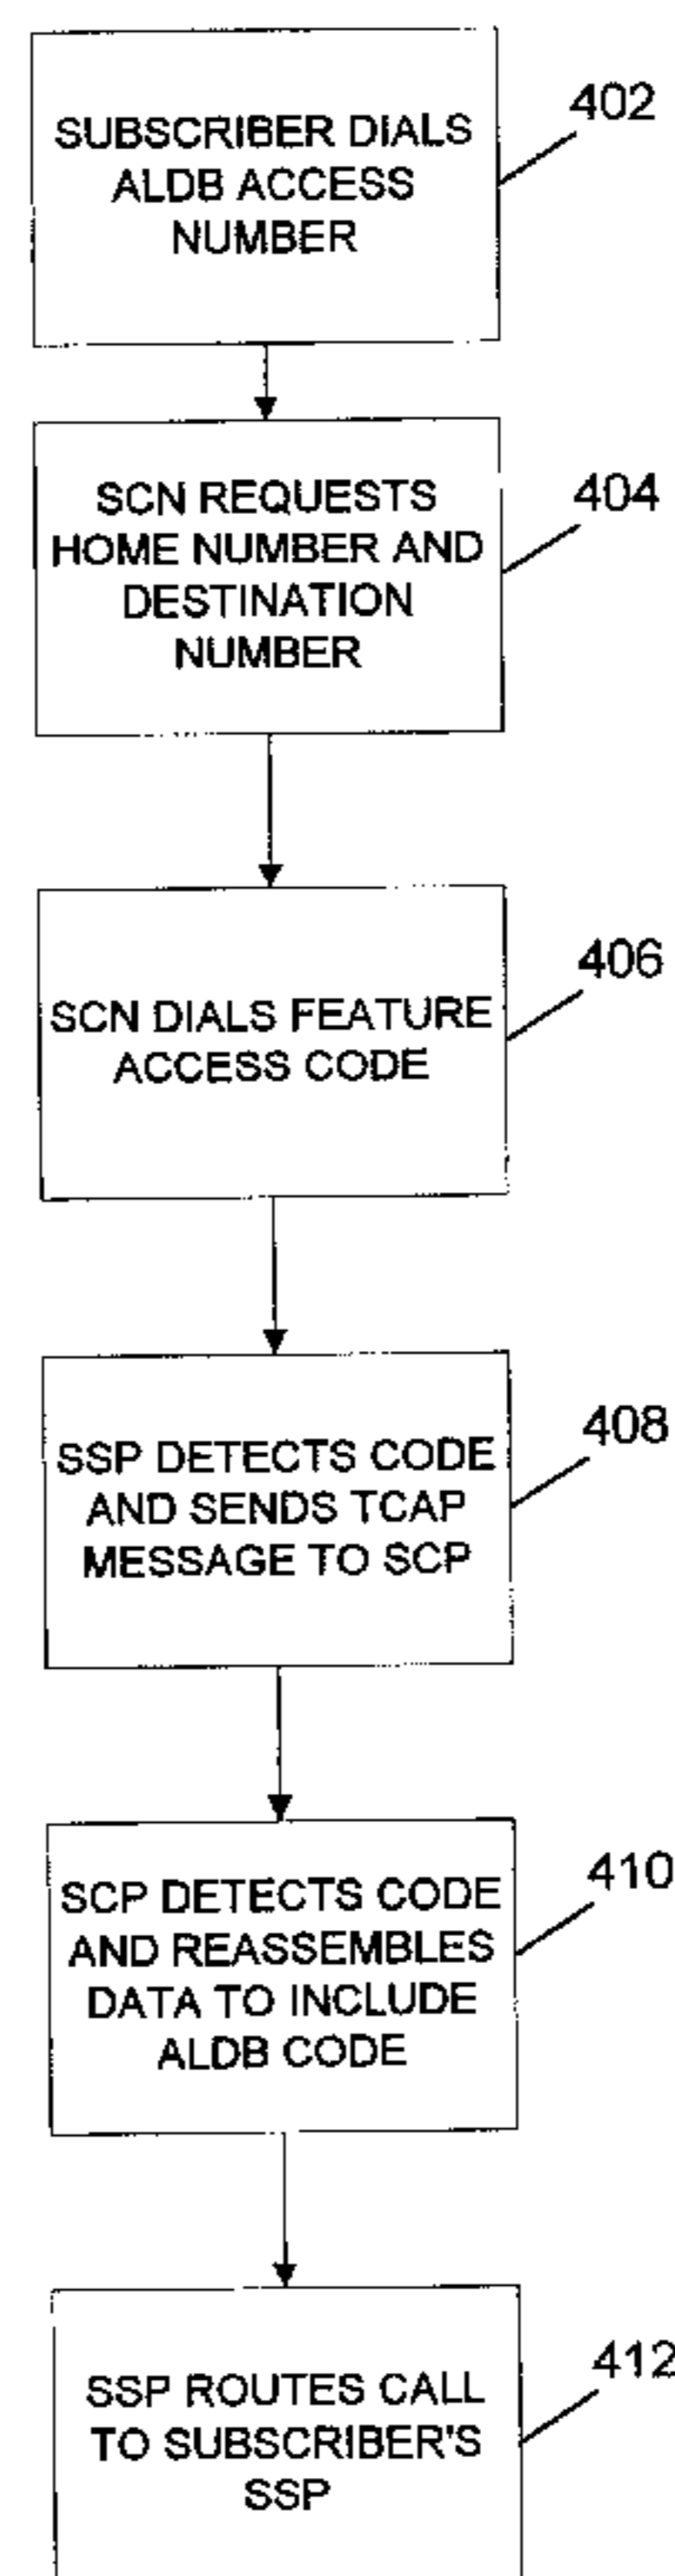 SUBSCRIBER DIALS
ALDB ACCESS
NUMBER
402
SCN REQUESTS
HOME NUMBER AND
DESTINATION
NUMBER
404
SCN DIALS FEATURE
ACCESS CODE
406
SSP DETECTS CODE
AND SENDS TCAP
MESSAGE TO SCP
408
SCP DETECTS CODE
AND REASSEMBLES
DATA TO INCLUDE
ALDB CODE
410
SSP ROUTES CALL
TO SUBSCRIBER'S
SSP
412